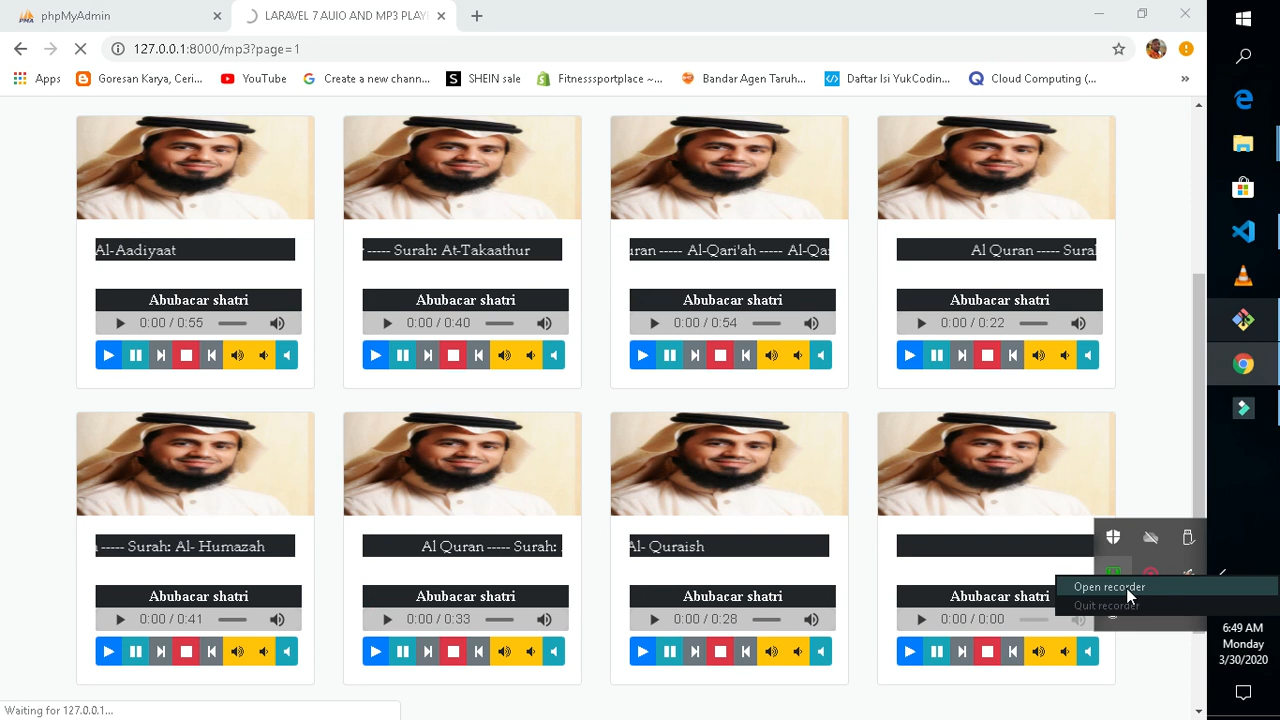 phpMyAdmin
LARAVEL 7 AUIO AND MP3 PLAY
127.0.0.1:8000/mp3?page=1
Apps
Goresan Karya, Ceri...
YouTube
Create a new chann...
SHEIN sale
Fitnesssportplace ~...
Bandar Agen Taruh...
Daftar Isi YukCodin...
Cloud Computing (...
»
Al-Aadiyaat
----- Surah: At-Takaathur
uran ----- Al-Qari'ah ----- Al-Qa
Al Quran ----- Sura
Abubacar shatri
Abubacar shatri
Abubacar shatri
Abubacar shatri
0:00 / 0:55
0:00 / 0:40
0:00 / 0:54
0:00 / 0:22
----- Surah: Al- Humazah
Al Quran ----- Surah:
Al- Quraish
Abubacar shatri
Abubacar shatri
Abubacar shatri
Abubacar shatri
0:00 / 0:41
0:00 / 0:33
0:00 / 0:28
0:00 / 0:00
Open recorder
Quit recorder
6:49 AM
Monday
3/30/2020
Waiting for 127.0.0.1...